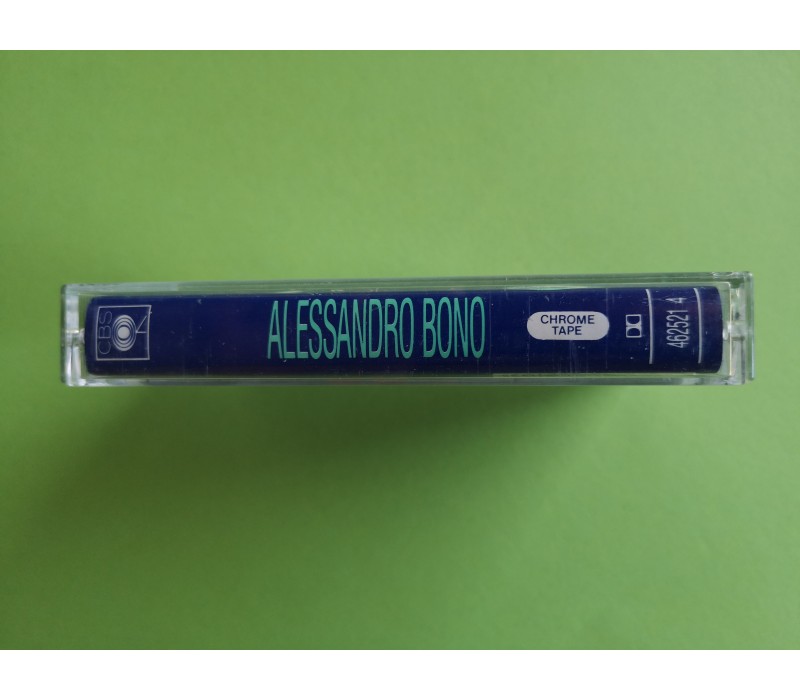 CBS
ALESSANDRO BONO
CHROME
TAPE
462521 4